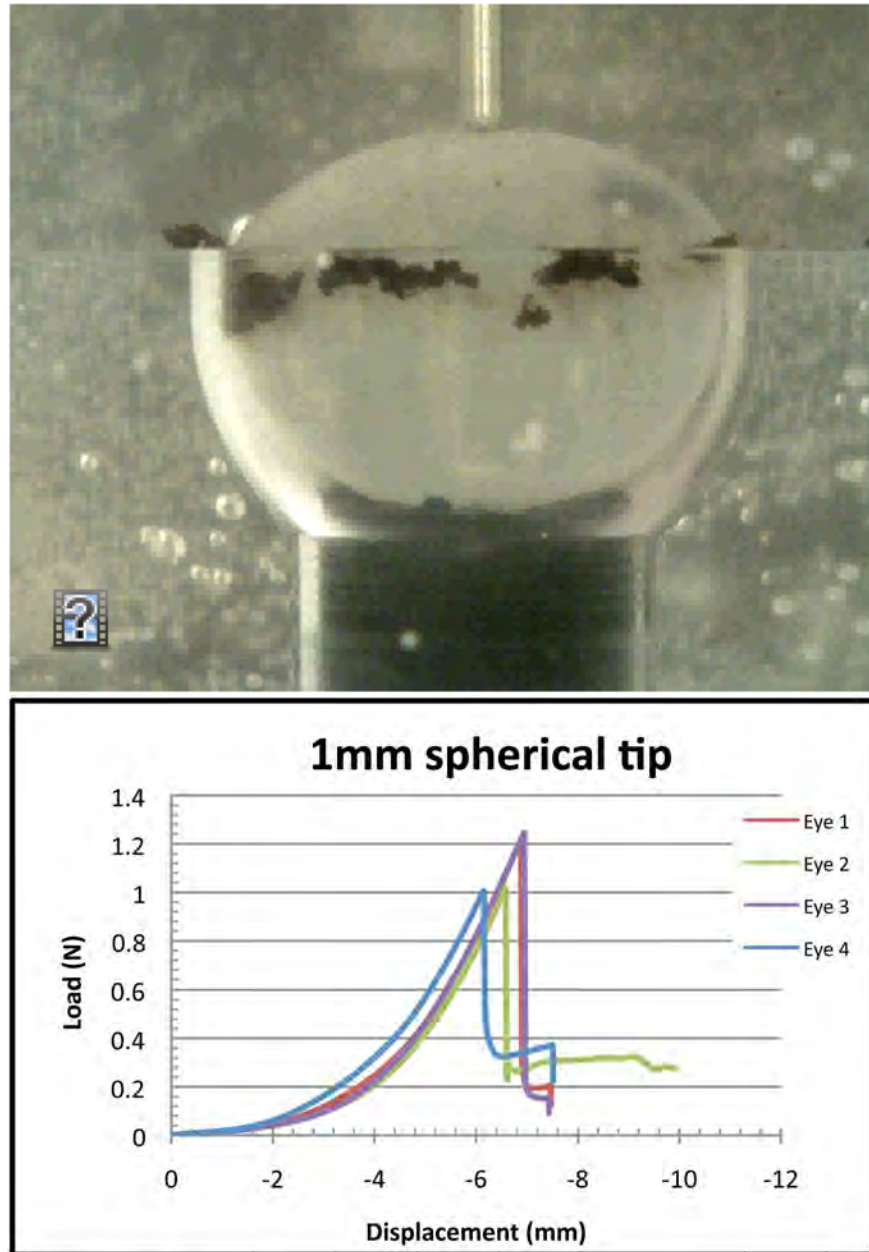 ?
1mm spherical tip
1.4
1.2
1
0.8
0.6
0.4
0.2
0
Load (N)
0 -2 -4 -6 -8 -10 -12
Displacement (mm)
Eye 1
Eye 2
Eye 3
Eye 4